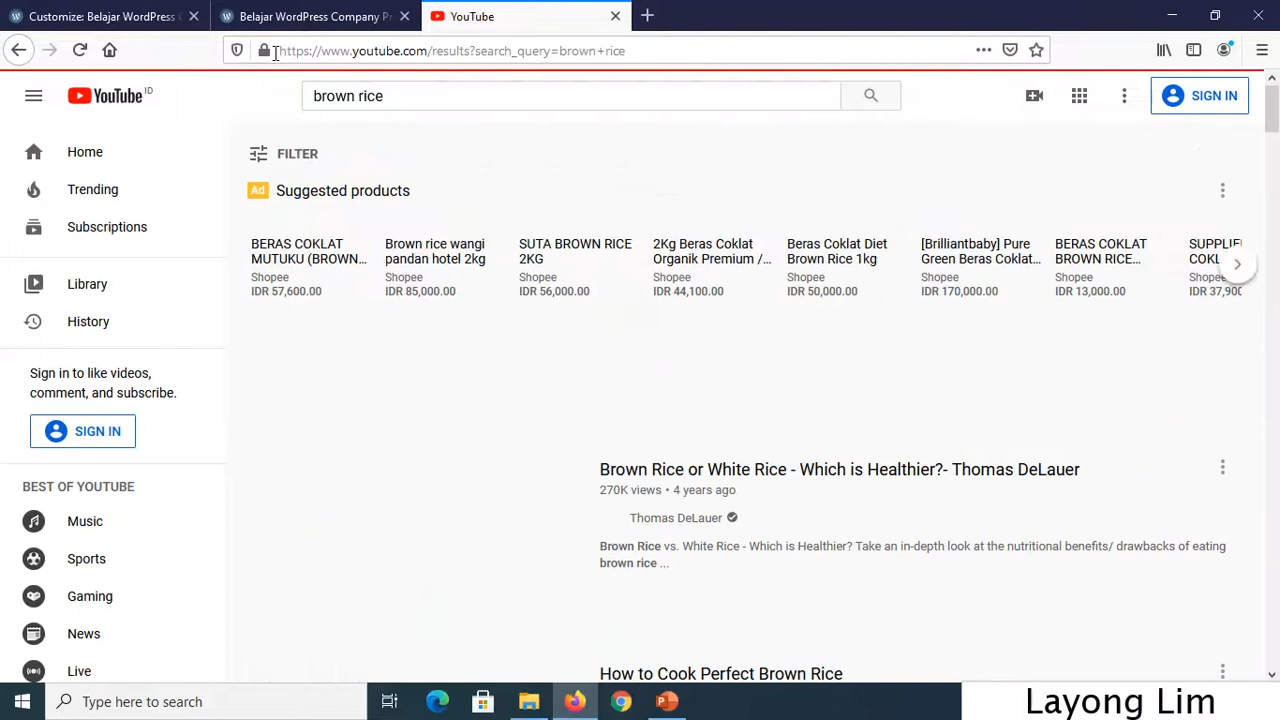 Customize: Belajar WordPress C
Belajar WordPress Company Pr
YouTube
https://www.youtube.com/results?search_query=brown+rice
YouTube ID
brown rice
SIGN IN
Home
Trending
Subscriptions
Library
History
Sign in to like videos,
comment, and subscribe.
SIGN IN
BEST OF YOUTUBE
Music
Sports
Gaming
News
Live
FILTER
Ad Suggested products
BERAS COKLAT
MUTUKU (BROWN...
Shopee
IDR 57,600.00
Brown rice wangi
pandan hotel 2kg
Shopee
IDR 85,000.00
SUTA BROWN RICE
2KG
Shopee
IDR 56,000.00
2Kg Beras Coklat
Organik Premium /...
Shopee
IDR 44,100.00
Beras Coklat Diet
Brown Rice 1kg
Shopee
IDR 50,000.00
[Brilliantbaby] Pure
Green Beras Coklat...
Shopee
IDR 170,000.00
BERAS COKLAT
BROWN RICE...
Shopee
IDR 13,000.00
SUPPLIE
COKL
Shopee
IDR 37,900
Brown Rice or White Rice - Which is Healthier?- Thomas DeLauer
270K views • 4 years ago
Thomas DeLauer
Brown Rice vs. White Rice - Which is Healthier? Take an in-depth look at the nutritional benefits/ drawbacks of eating
brown rice ...
How to Cook Perfect Brown Rice
Type here to search
Layong Lim